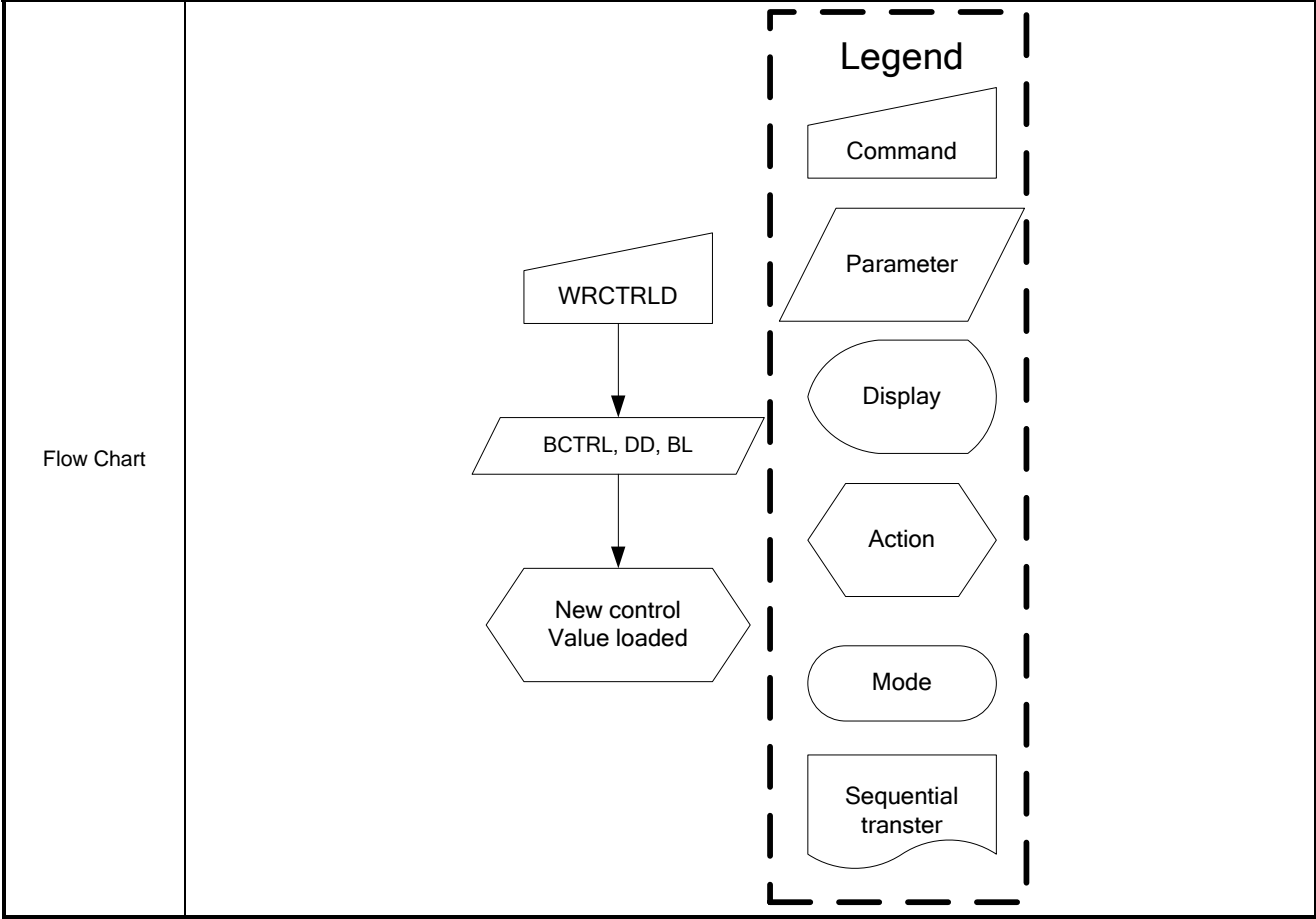 Flow Chart
WRCTRLD
BCTRL, DD, BL
New control
Value loaded
Legend
Command
Parameter
Display
Action
Mode
Sequential
transter